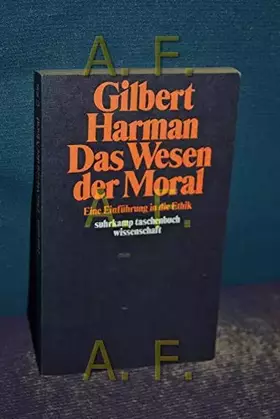 A. F.
Gilbert
Harman
Das Wesen
der Moral
Eine Einführung in die Ethik
suhrkamp taschenbuch
wissenschaft
A. F.
A. F.
A. F.